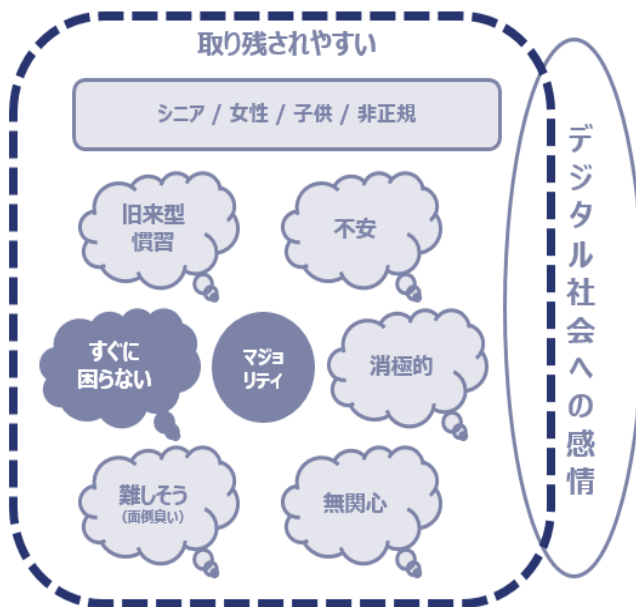 取り残されやすい
シニア / 女性 / 子供 / 非正規
旧来型
慣習
不安
すぐに
困らない
マジョ
リティ
消極的
難しそう
(面倒臭い)
無関心
デジタル社会への感情